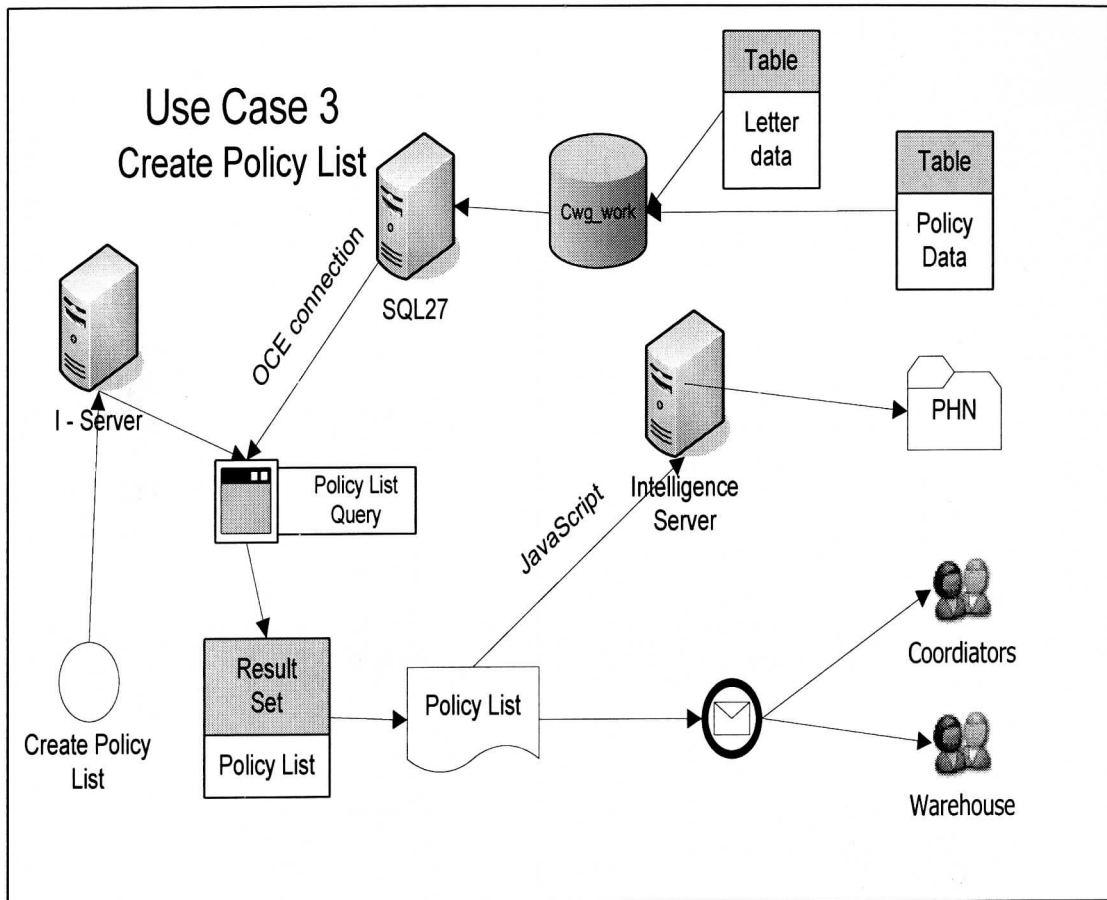 Use Case 3
Create Policy List
Table
Letter
data
Table
Policy
Data
Cwg_work
SQL27
OCE connection
I - Server
Policy List
Query
Intelligence
Server
PHN
JavaScript
Coordiators
Result
Set
Policy List
Policy List
Create Policy
List
Warehouse